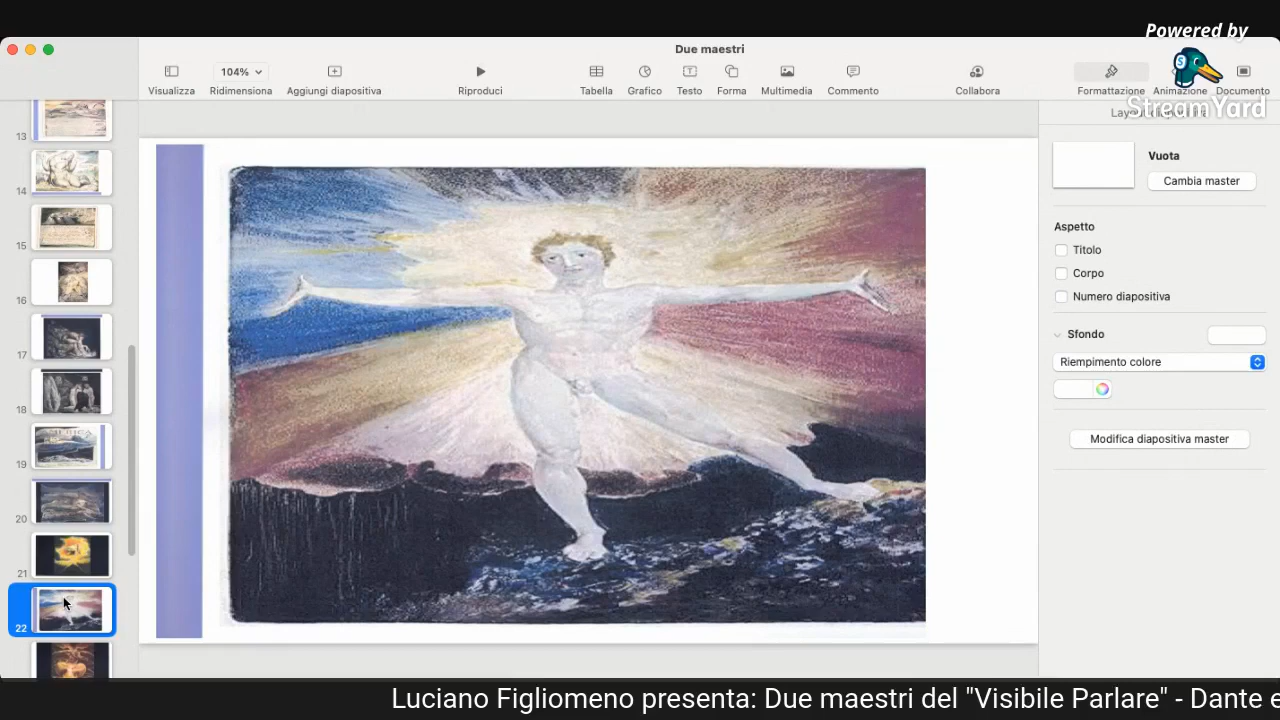 Powered by
StreamYard
Due maestri
104%
Visualizza
Ridimensiona
Aggiungi diapositiva
Riproduci
Tabella
Grafico
Testo
Forma
Multimedia
Commento
Collabora
Formattazione
Animazione
Documento
13
14
15
16
17
18
19
20
21
22
Vuota
Cambia master
Aspetto
Titolo
Corpo
Numero diapositiva
Sfondo
Riempimento colore
Modifica diapositiva master
Luciano Figliomeno presenta: Due maestri del "Visibile Parlare" - Dante e